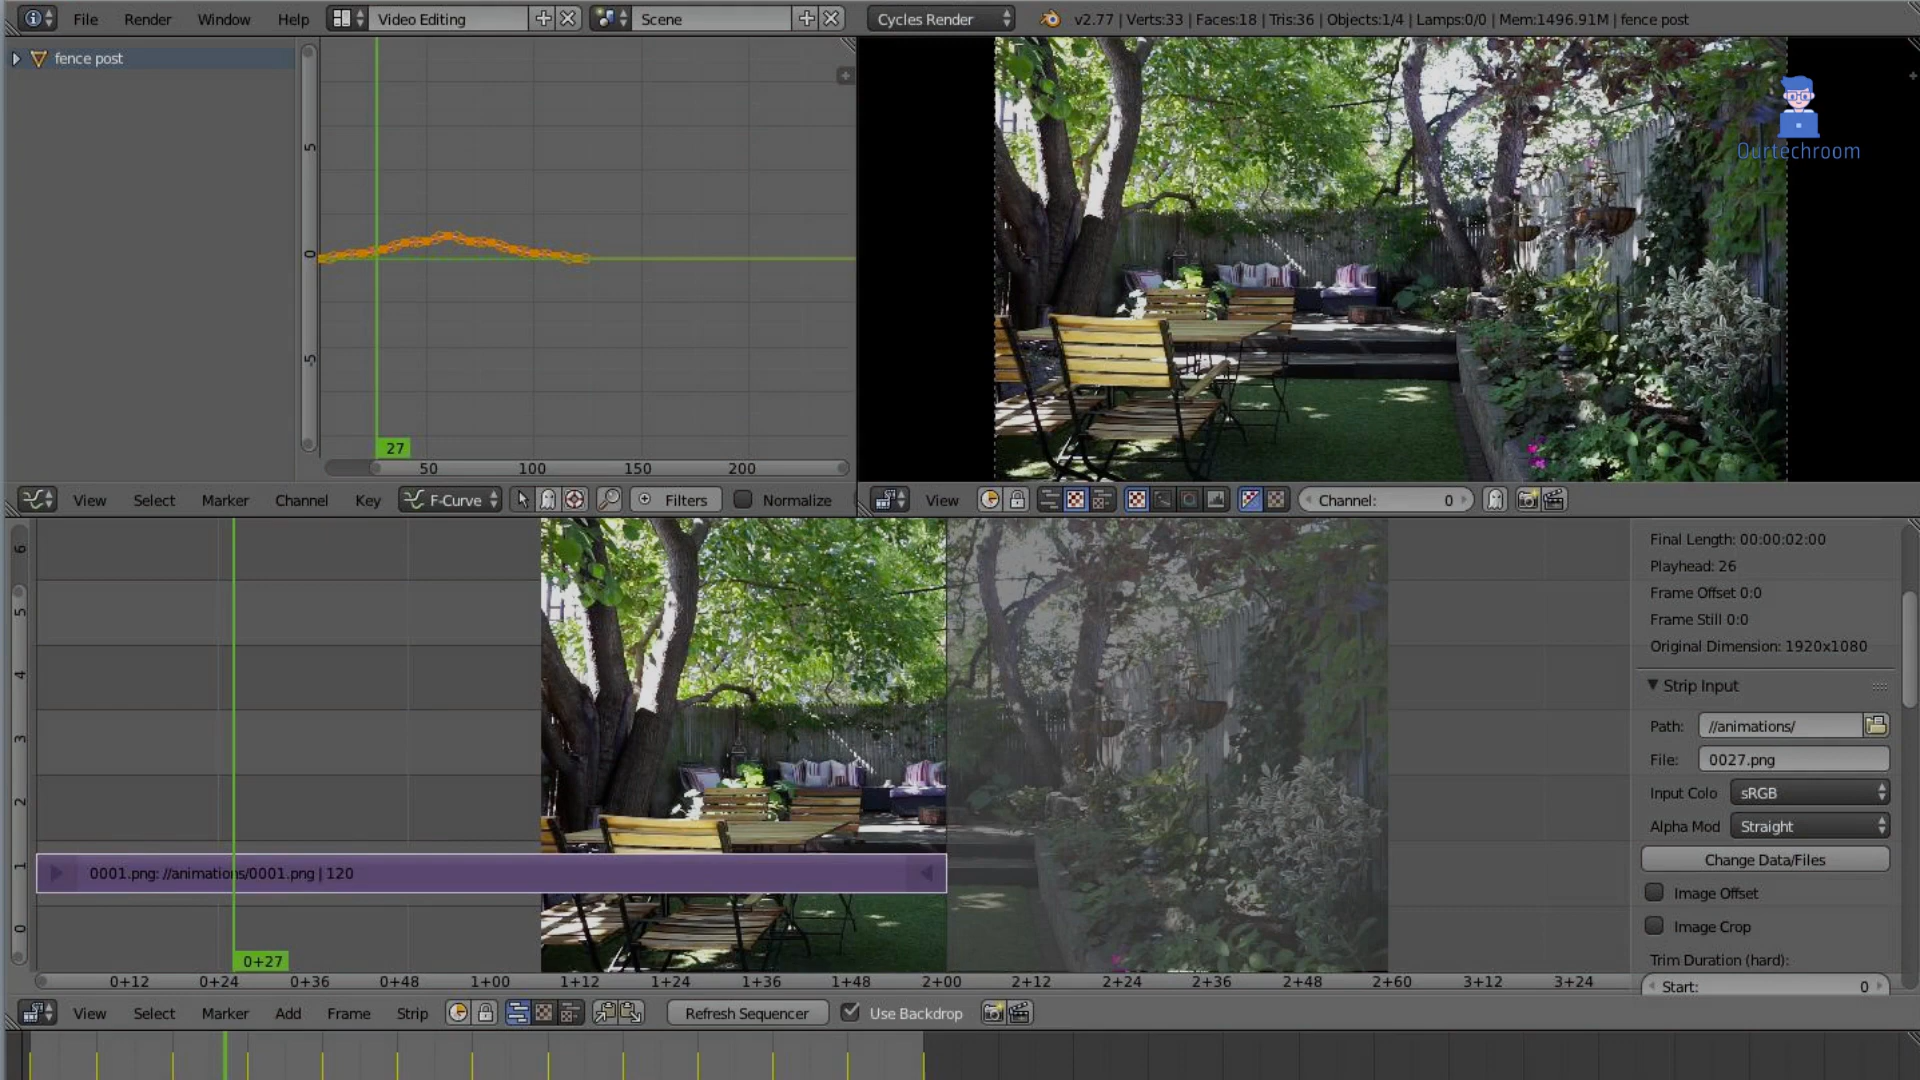 File Render Window Help Video Editing Scene Cycles Render v2.77 | Verts:33 | Faces:18 | Tris:36 | Objects:1/4 | Lamps:0/0 | Mem:1496.91M | fence post
fence post
Ourtechroom
5
0
-5
27
50 100 150 200
View Select Marker Channel Key F-Curve Filters Normalize
View Channel: 0
6
5
4
3
2
1
0
Final Length: 00:00:02:00
Playhead: 26
Frame Offset 0:0
Frame Still 0:0
Original Dimension: 1920x1080
Strip Input
Path: //animations/
File: 0027.png
Input Colo sRGB
Alpha Mod Straight
Change Data/Files
Image Offset
Image Crop
Trim Duration (hard):
Start: 0
0001.png: //animations/0001.png | 120
0+27
0+12 0+24 0+36 0+48 1+00 1+12 1+24 1+36 1+48 2+00 2+12 2+24 2+36 2+48 2+60 3+12 3+24
View Select Marker Add Frame Strip Refresh Sequencer Use Backdrop